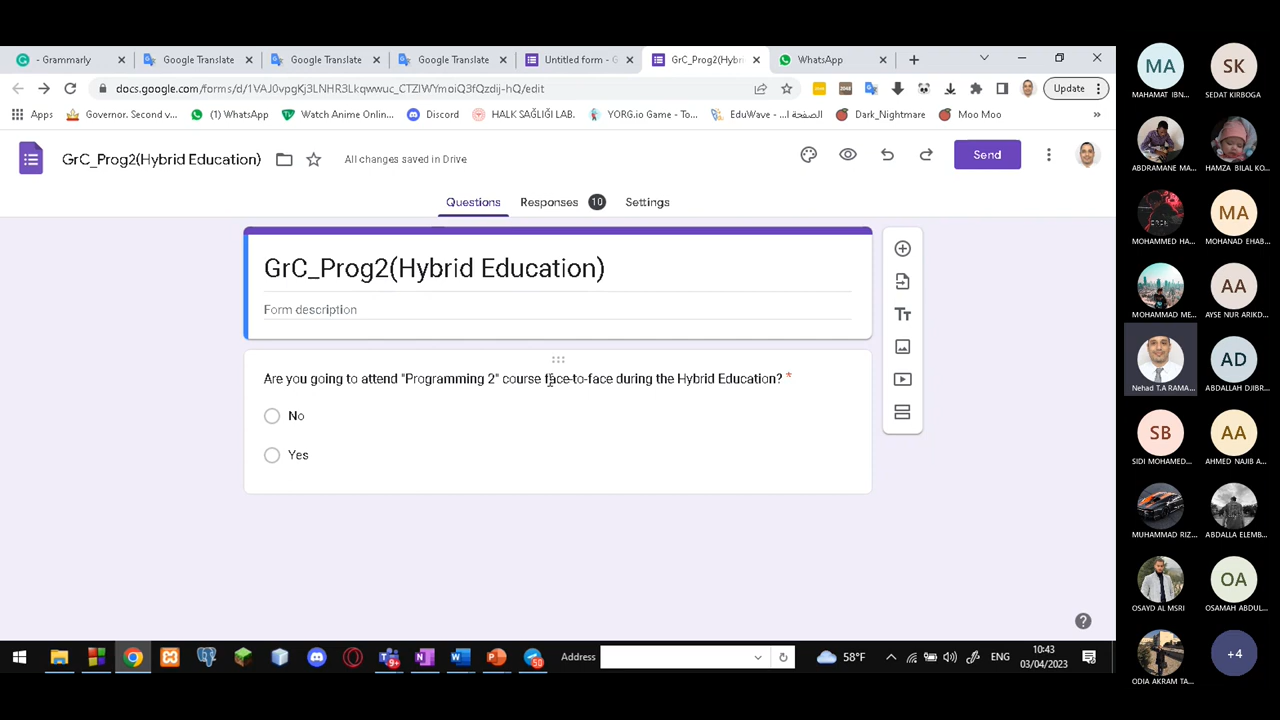 - Grammarly
Google Translate
Google Translate
Google Translate
Untitled form - G
GrC_Prog2(Hybri
WhatsApp
docs.google.com/forms/d/1VAJ0vpgKj3LNHR3Lkqwwuc_CTZIWYmoiQ3fQzdij-hQ/edit
Update
Apps
Governor. Second v...
(1) WhatsApp
Watch Anime Onlin...
Discord
HALK SAĞLIĞI LAB.
YORG.io Game - To...
EduWave - الصفحة ا...
Dark_Nightmare
Moo Moo
»
GrC_Prog2(Hybrid Education)
All changes saved in Drive
Send
Questions
Responses 10
Settings
GrC_Prog2(Hybrid Education)
Form description
Are you going to attend "Programming 2" course face-to-face during the Hybrid Education? *
No
Yes
9+
50
Address
58°F
ENG
10:43
03/04/2023
MA
MAHAMAT IBN...
SK
SEDAT KIRBOGA
ABDRAMANE MA...
HAMZA BILAL KO...
MOHAMMED HA...
MA
MOHANAD EHAB...
MOHAMMAD ME...
AA
AYSE NUR ARIKD...
Nehad T.A RAMA...
AD
ABDALLAH DJIBR...
SB
SIDI MOHAMED...
AA
AHMED NAJIB A...
MUHAMMAD RIZ...
ABDALLA ELEMB...
OSAYD AL MSRI
OA
OSAMAH ABDUL...
ODIA AKRAM TA...
+4